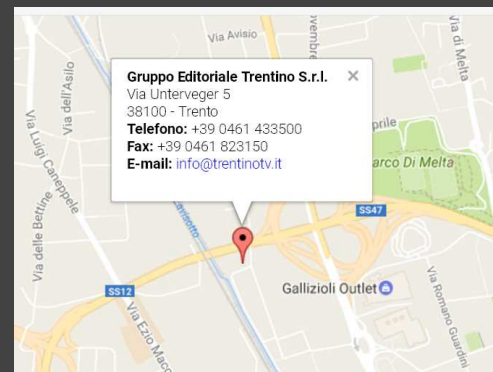 Via Avisio
Via di Melta
Gruppo Editoriale Trentino S.r.l.
Via Unterveger 5
38100 - Trento
Telefono: +39 0461 433500
Fax: +39 0461 823150
E-mail: info@trentinotv.it
Via dell'Asilo
Via Luigi Caneppele
Via delle Bettine
SS47
SS12
Gallizioli Outlet
Via Romano Guardini